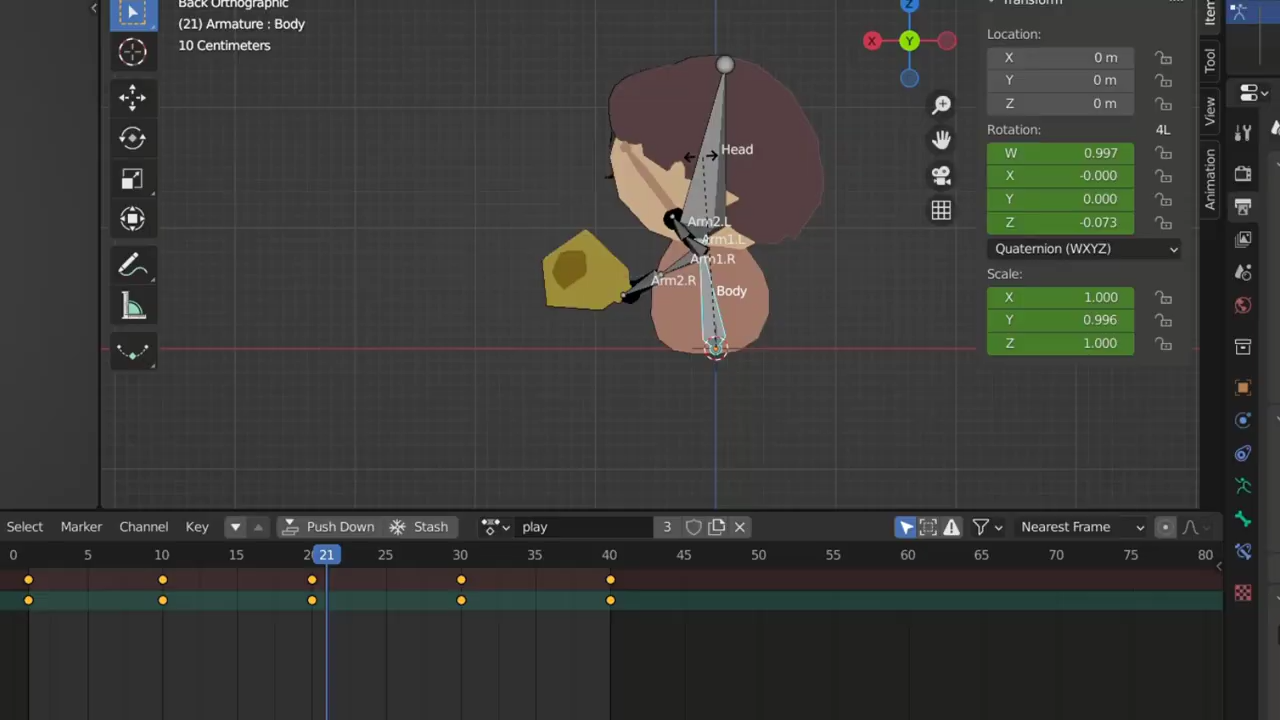 Back Orthographic
(21) Armature : Body
10 Centimeters
Z
X
Y
Head
Arm2.L
Arm1.L
Arm1.R
Arm2.R
Body
Transform
Location:
X 0 m
Y 0 m
Z 0 m
Rotation: 4L
W 0.997
X -0.000
Y 0.000
Z -0.073
Quaternion (WXYZ)
Scale:
X 1.000
Y 0.996
Z 1.000
Item
Tool
View
Animation
Select Marker Channel Key Push Down Stash play 3 Nearest Frame
0 5 10 15 21 25 30 35 40 45 50 55 60 65 70 75 80